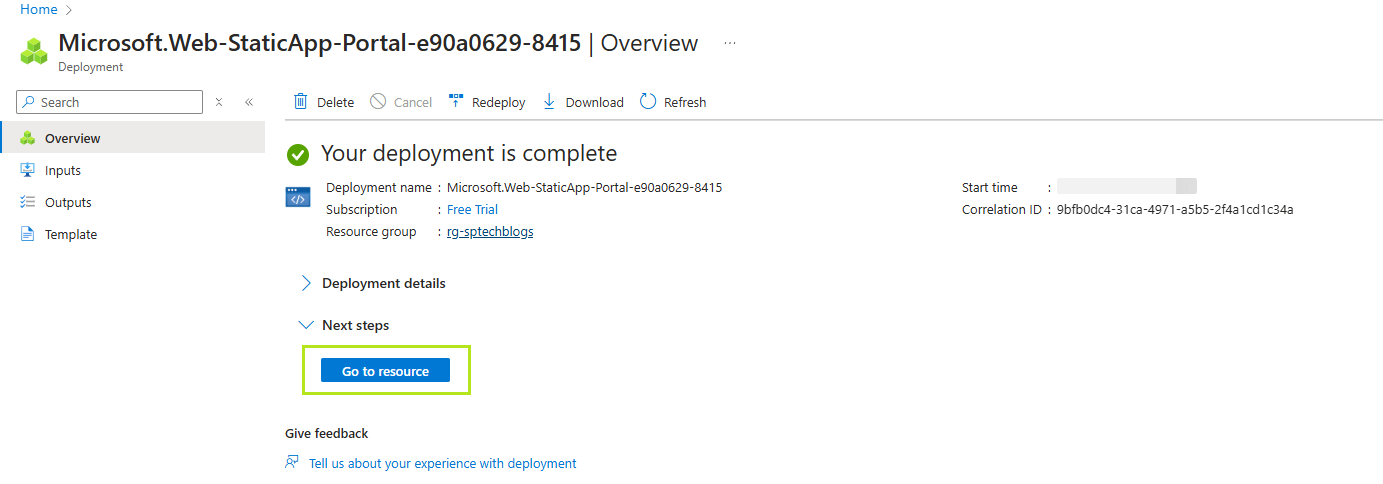 Home
Microsoft.Web-StaticApp-Portal-e90a0629-8415 | Overview ...
Deployment
Search
Delete Cancel Redeploy Download Refresh
Overview
Inputs
Outputs
Template
Your deployment is complete
Deployment name : Microsoft.Web-StaticApp-Portal-e90a0629-8415
Subscription : Free Trial
Resource group : rg-sptechblogs
Start time :
Correlation ID : 9bfb0dc4-31ca-4971-a5b5-2f4a1cd1c34a
Deployment details
Next steps
Go to resource
Give feedback
Tell us about your experience with deployment